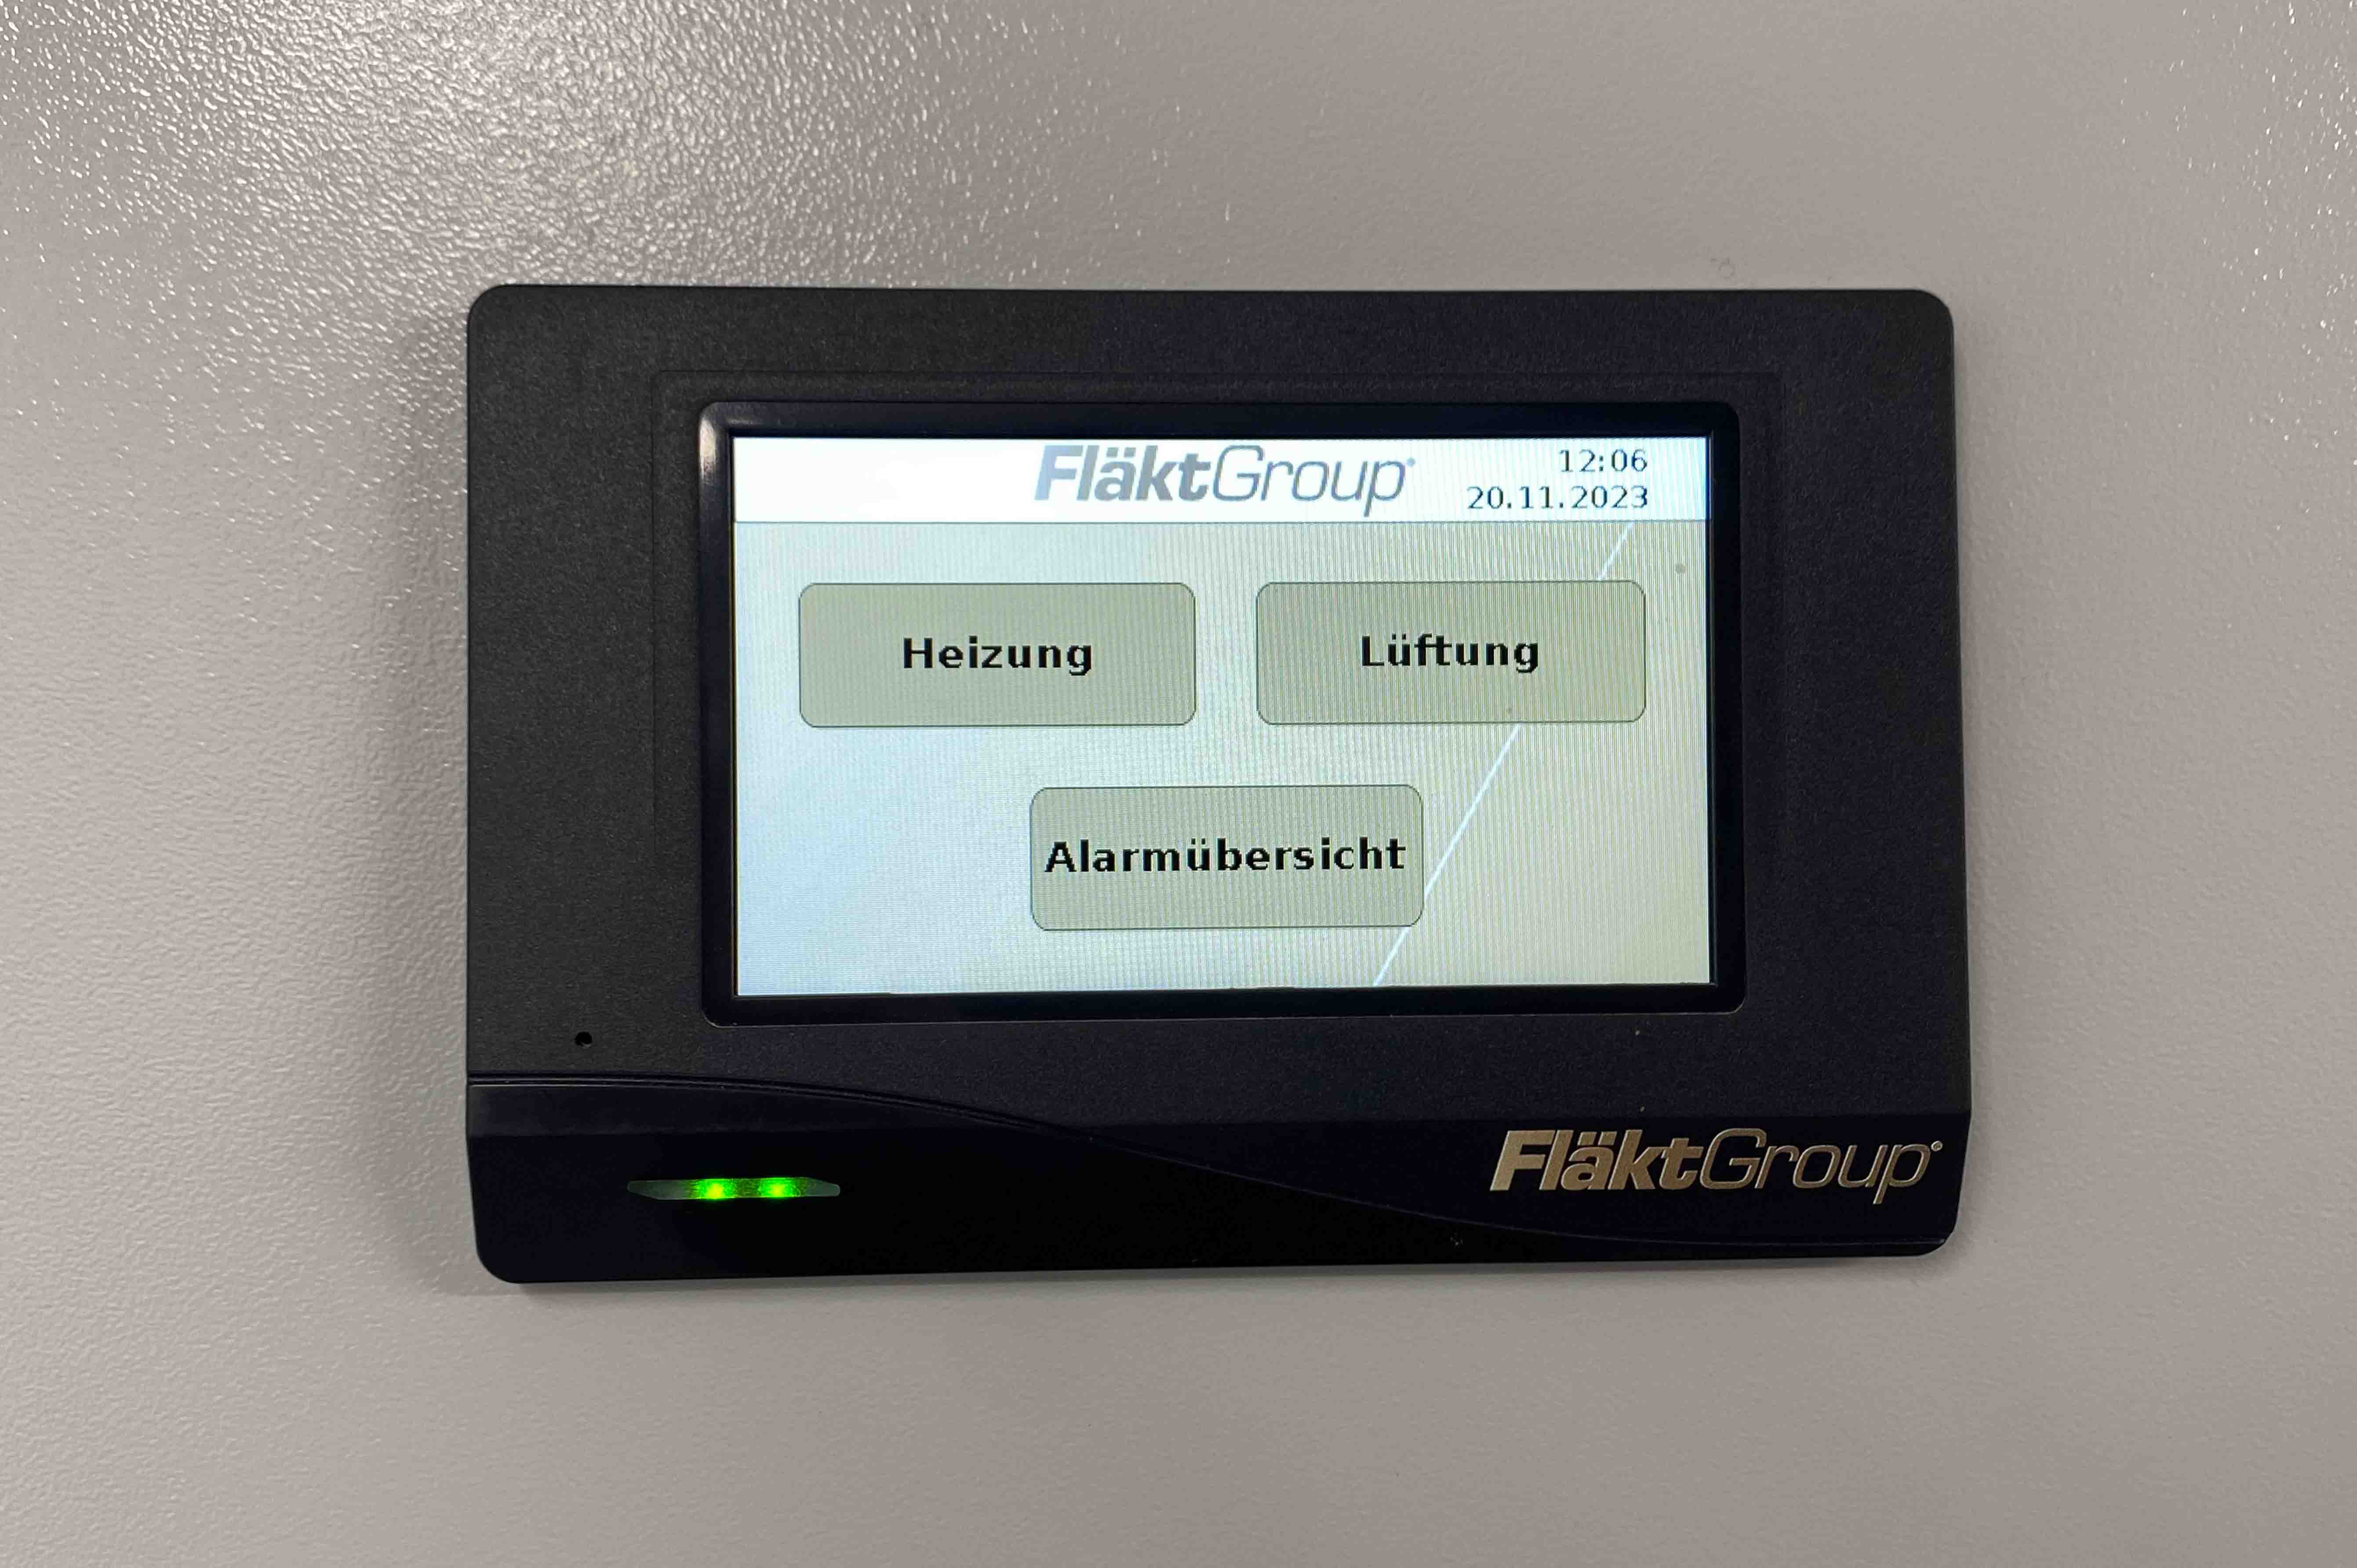 FläktGroup
12:06
20.11.2023
Heizung
Lüftung
Alarmübersicht
FläktGroup